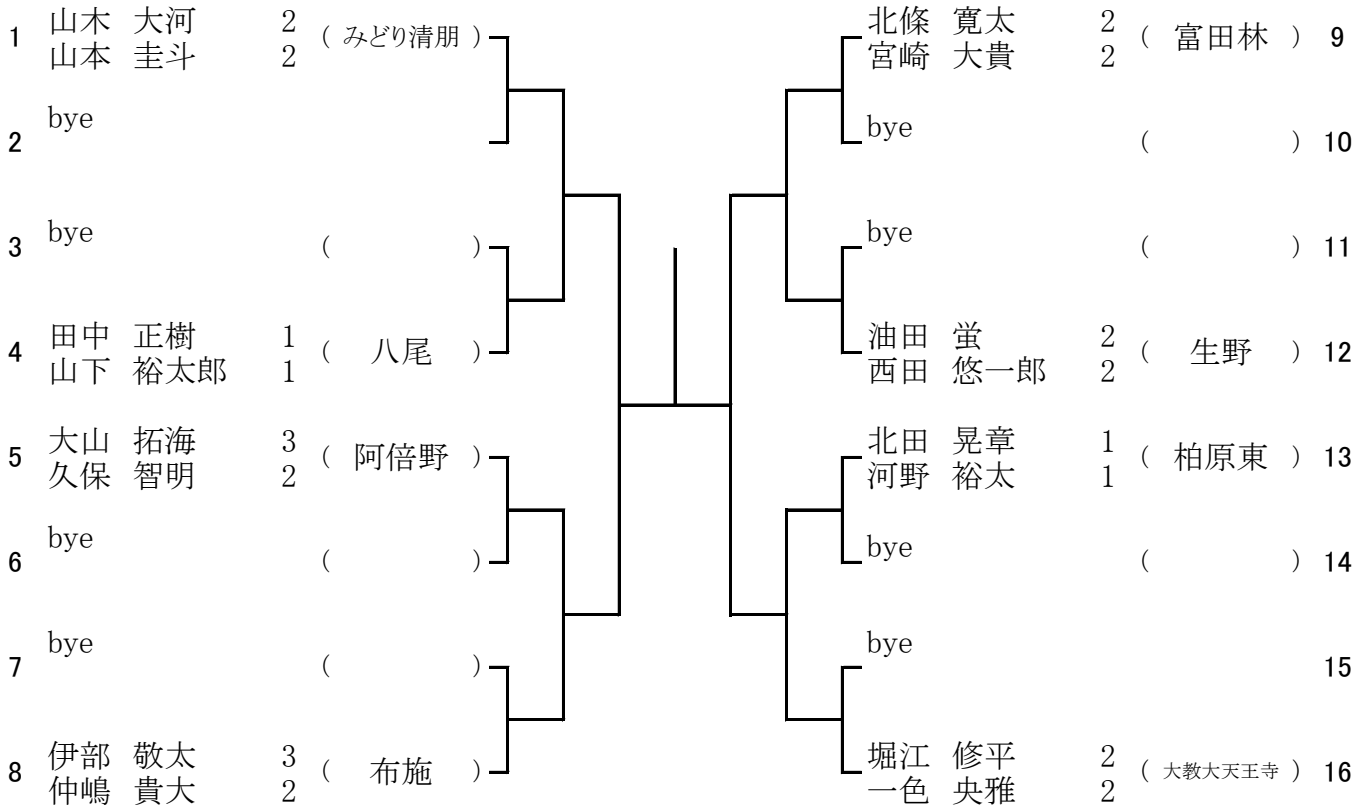 1 山木 大河 2 ( みどり清朋 )
山本 圭斗 2
2 bye
3 bye ( )
4 田中 正樹 1 ( 八尾 )
山下 裕太郎 1
5 大山 拓海 3 ( 阿倍野 )
久保 智明 2
6 bye ( )
7 bye ( )
8 伊部 敬太 3 ( 布施 )
仲嶋 貴大 2
北條 寛太 2 ( 富田林 ) 9
宮崎 大貴 2
bye ( ) 10
bye ( ) 11
油田 蛍 2 ( 生野 ) 12
西田 悠一郎 2
北田 晃章 1 ( 柏原東 ) 13
河野 裕太 1
bye ( ) 14
bye 15
堀江 修平 2 ( 大教大天王寺 ) 16
一色 央雅 2